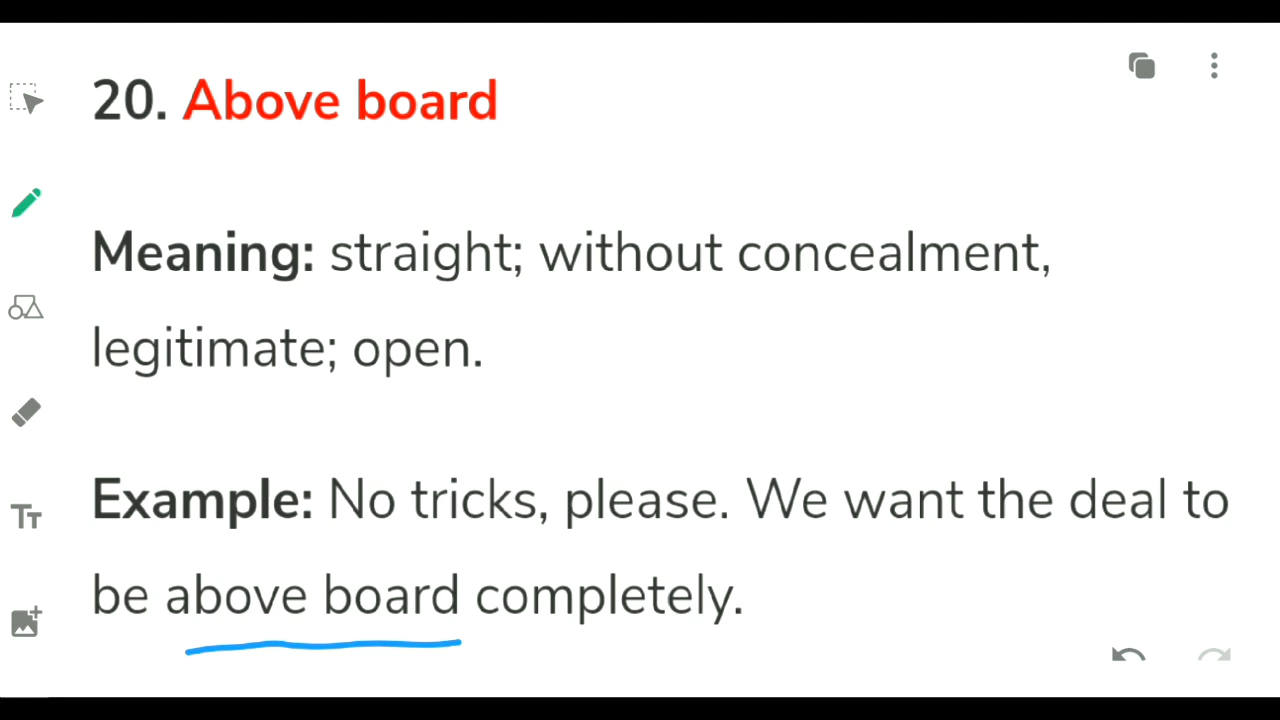 20. Above board
Meaning: straight; without concealment,
legitimate; open.
Example: No tricks, please. We want the deal to
be above board completely.
TT